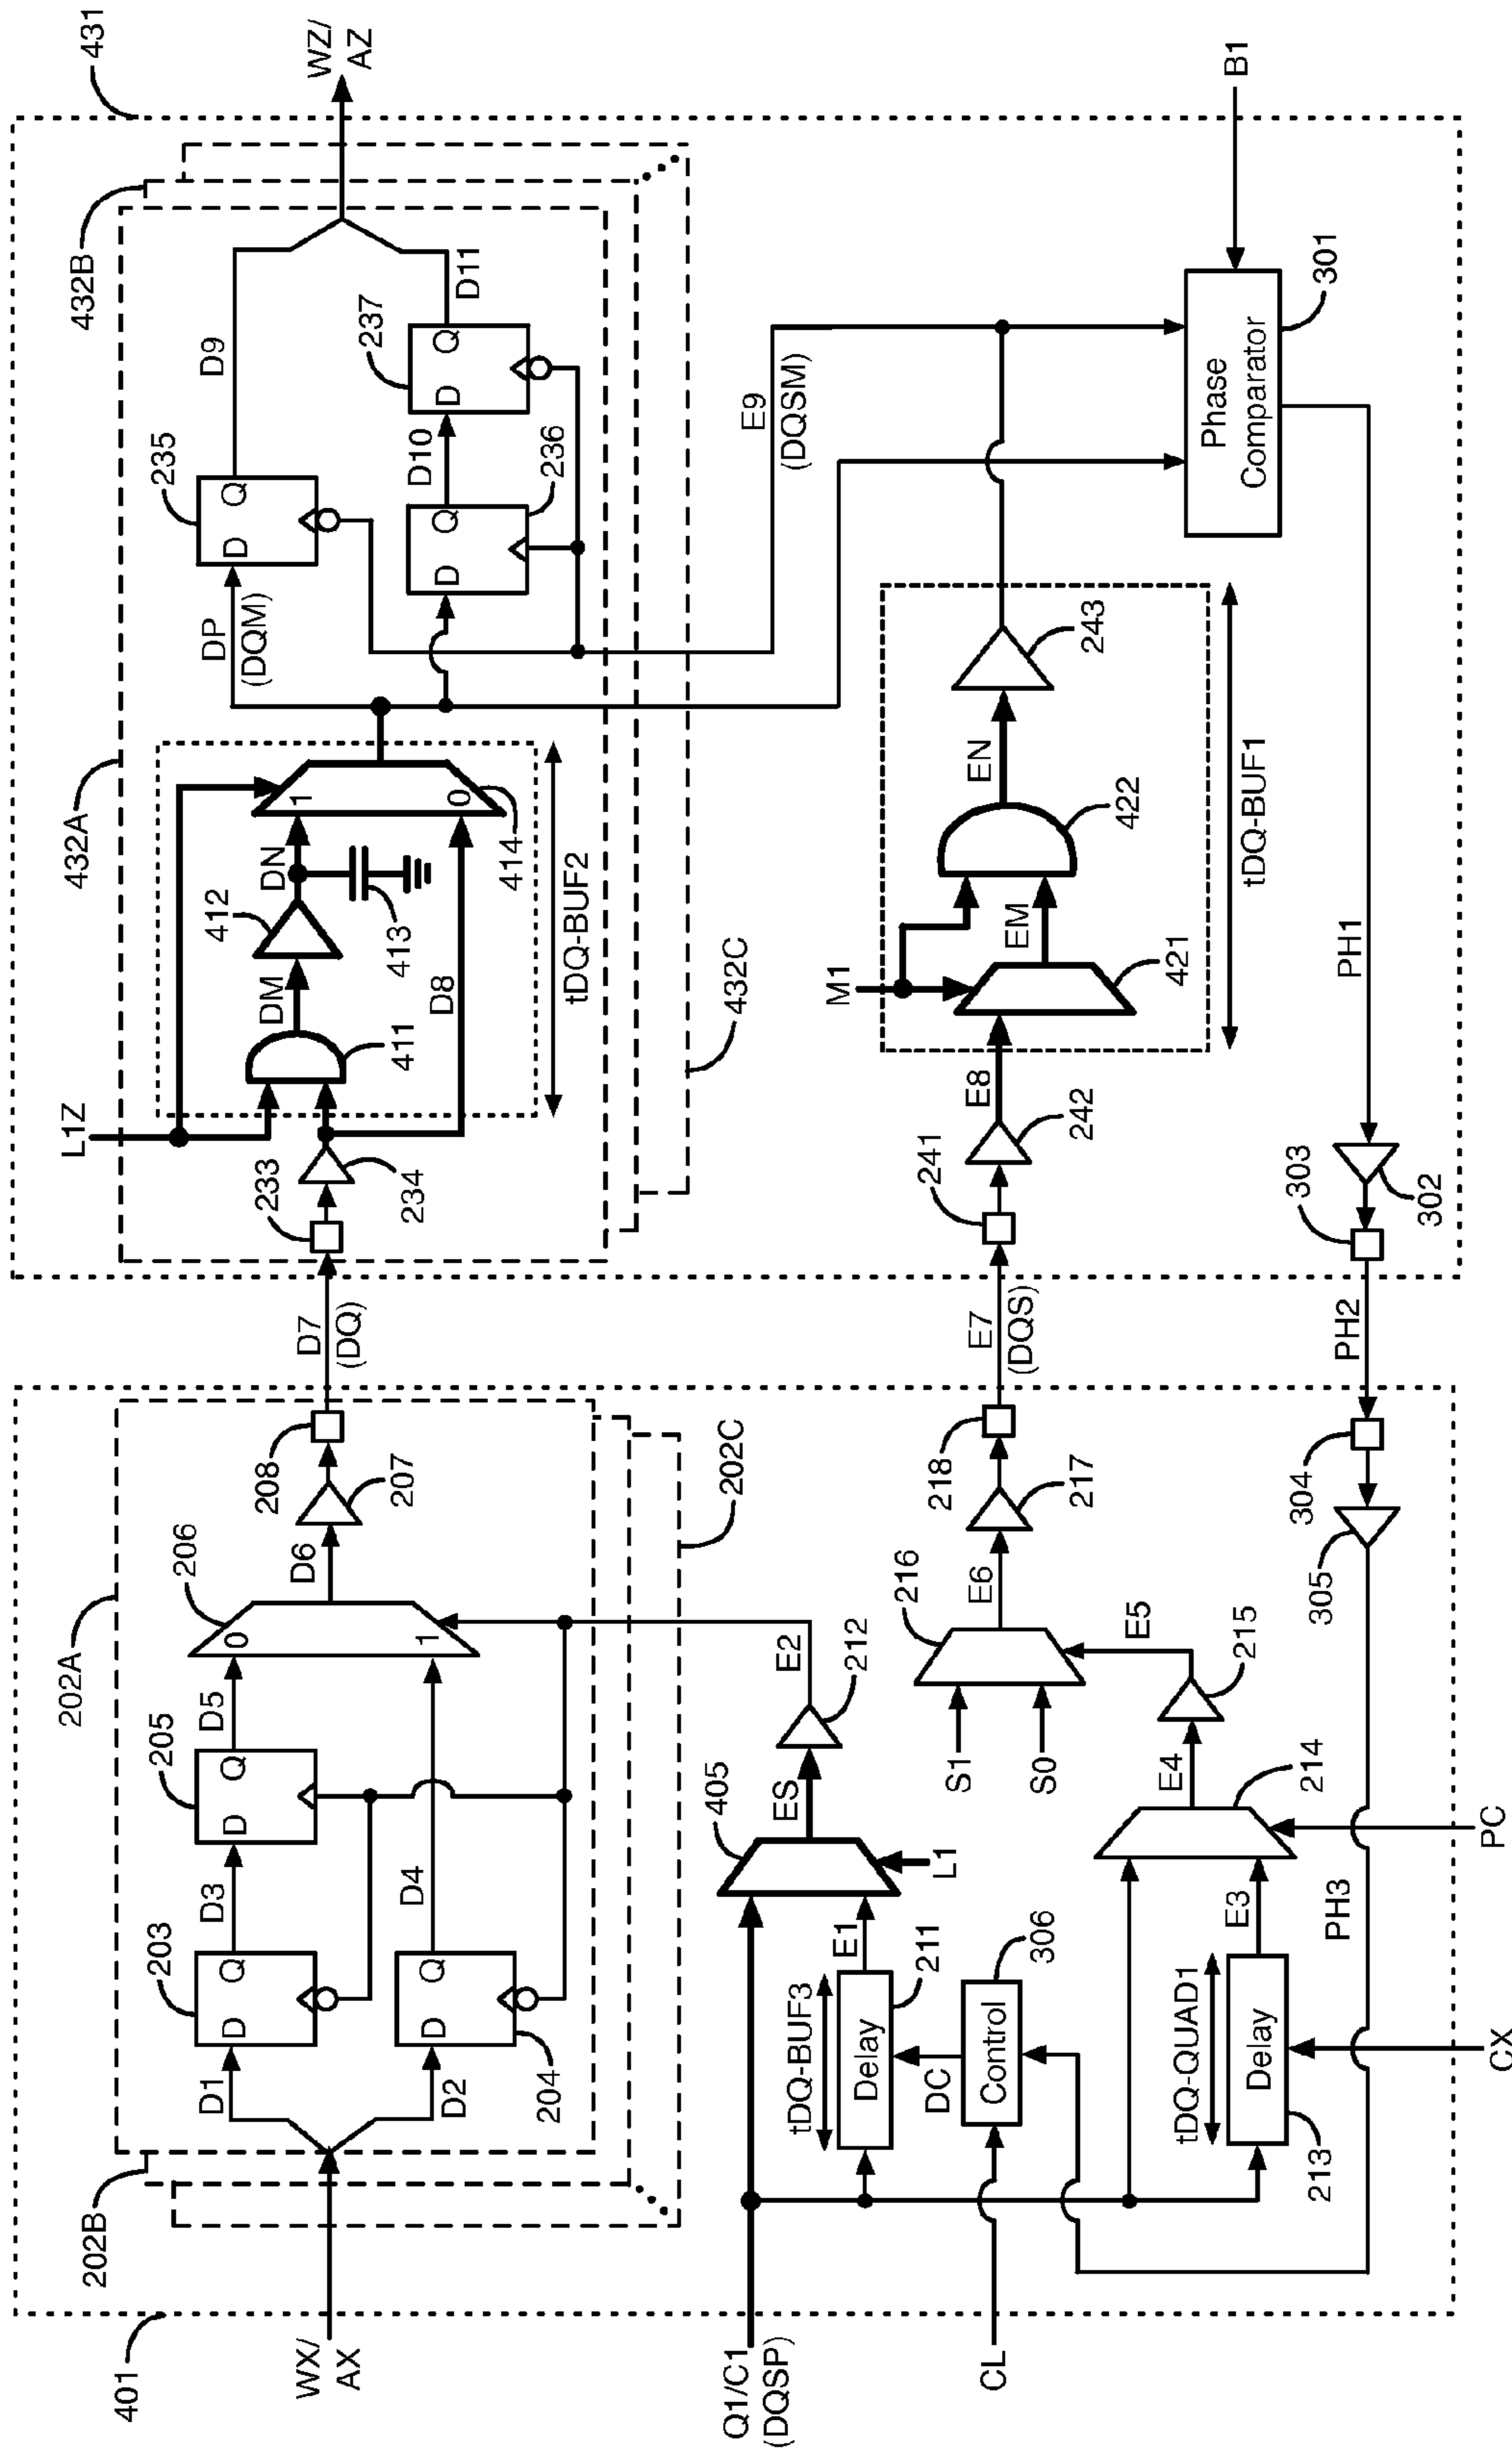 401
WX/
AX
202B
202A
D1
203
D
Q
D3
205
D
Q
D5
206
0
1
D6
208
207
D2
D
Q
204
D4
202C
D7
(DQ)
Q1/C1
(DQSP)
tDQ-BUF3
Delay
211
E1
405
ES
L1
212
E2
CL
DC
Control
306
tDQ-QUAD1
Delay
213
CX
E3
PH3
PC
E4
214
215
E5
S1
S0
216
E6
218
217
E7
(DQS)
304
305
PH2
303
302
PH1
431
432A
432B
432C
L1Z
233
234
411
DM
412
DN
413
D8
1
0
414
tDQ-BUF2
DP
(DQM)
235
D
Q
D9
D
Q
236
D10
237
D
Q
D11
WZ/
AZ
241
242
E8
M1
421
EM
422
EN
243
tDQ-BUF1
E9
(DQSM)
Phase
Comparator
301
B1